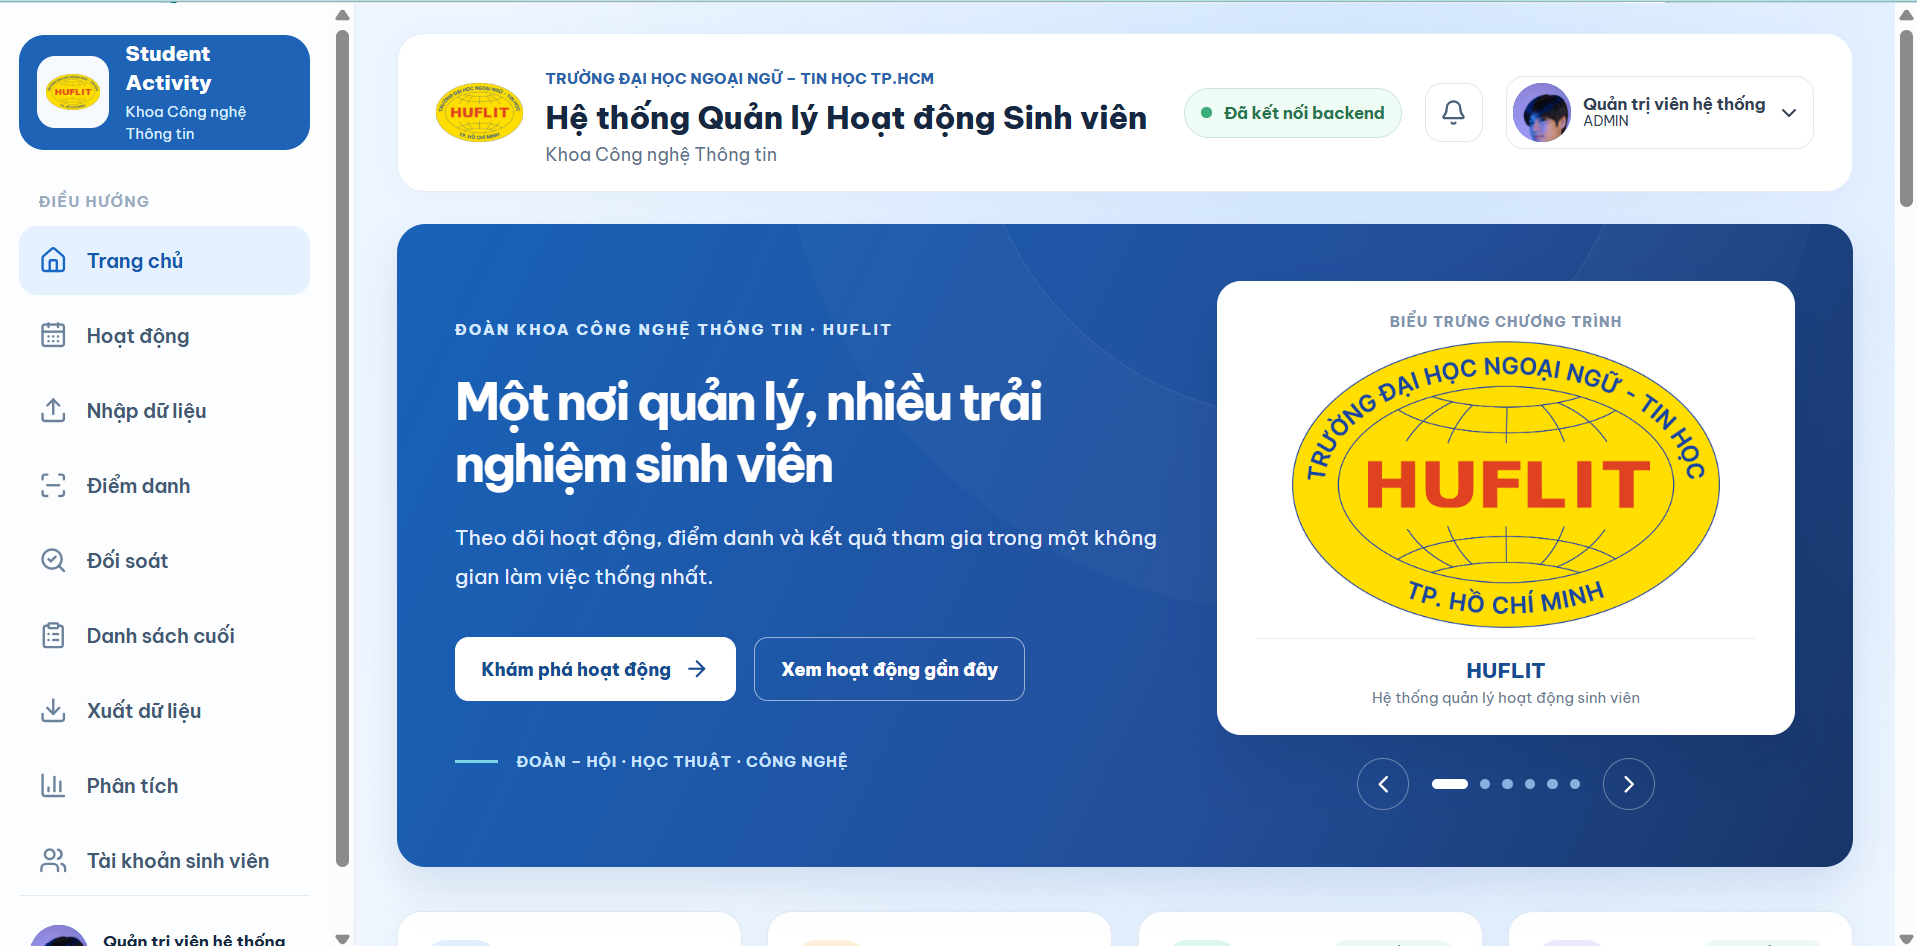 Student
Activity
Khoa Công nghệ
Thông tin
ĐIỀU HƯỚNG
Trang chủ
Hoạt động
Nhập dữ liệu
Điểm danh
Đối soát
Danh sách cuối
Xuất dữ liệu
Phân tích
Tài khoản sinh viên
Quản trị viên hệ thống
TRƯỜNG ĐẠI HỌC NGOẠI NGỮ – TIN HỌC TP.HCM
Hệ thống Quản lý Hoạt động Sinh viên
Khoa Công nghệ Thông tin
Đã kết nối backend
Quản trị viên hệ thống
ADMIN
ĐOÀN KHOA CÔNG NGHỆ THÔNG TIN · HUFLIT
Một nơi quản lý, nhiều trải
nghiệm sinh viên
Theo dõi hoạt động, điểm danh và kết quả tham gia trong một không
gian làm việc thống nhất.
Khám phá hoạt động
Xem hoạt động gần đây
ĐOÀN – HỘI · HỌC THUẬT · CÔNG NGHỆ
BIỂU TRƯNG CHƯƠNG TRÌNH
TRƯỜNG ĐẠI HỌC NGOẠI NGỮ - TIN HỌC
HUFLIT
TP. HỒ CHÍ MINH
HUFLIT
Hệ thống quản lý hoạt động sinh viên